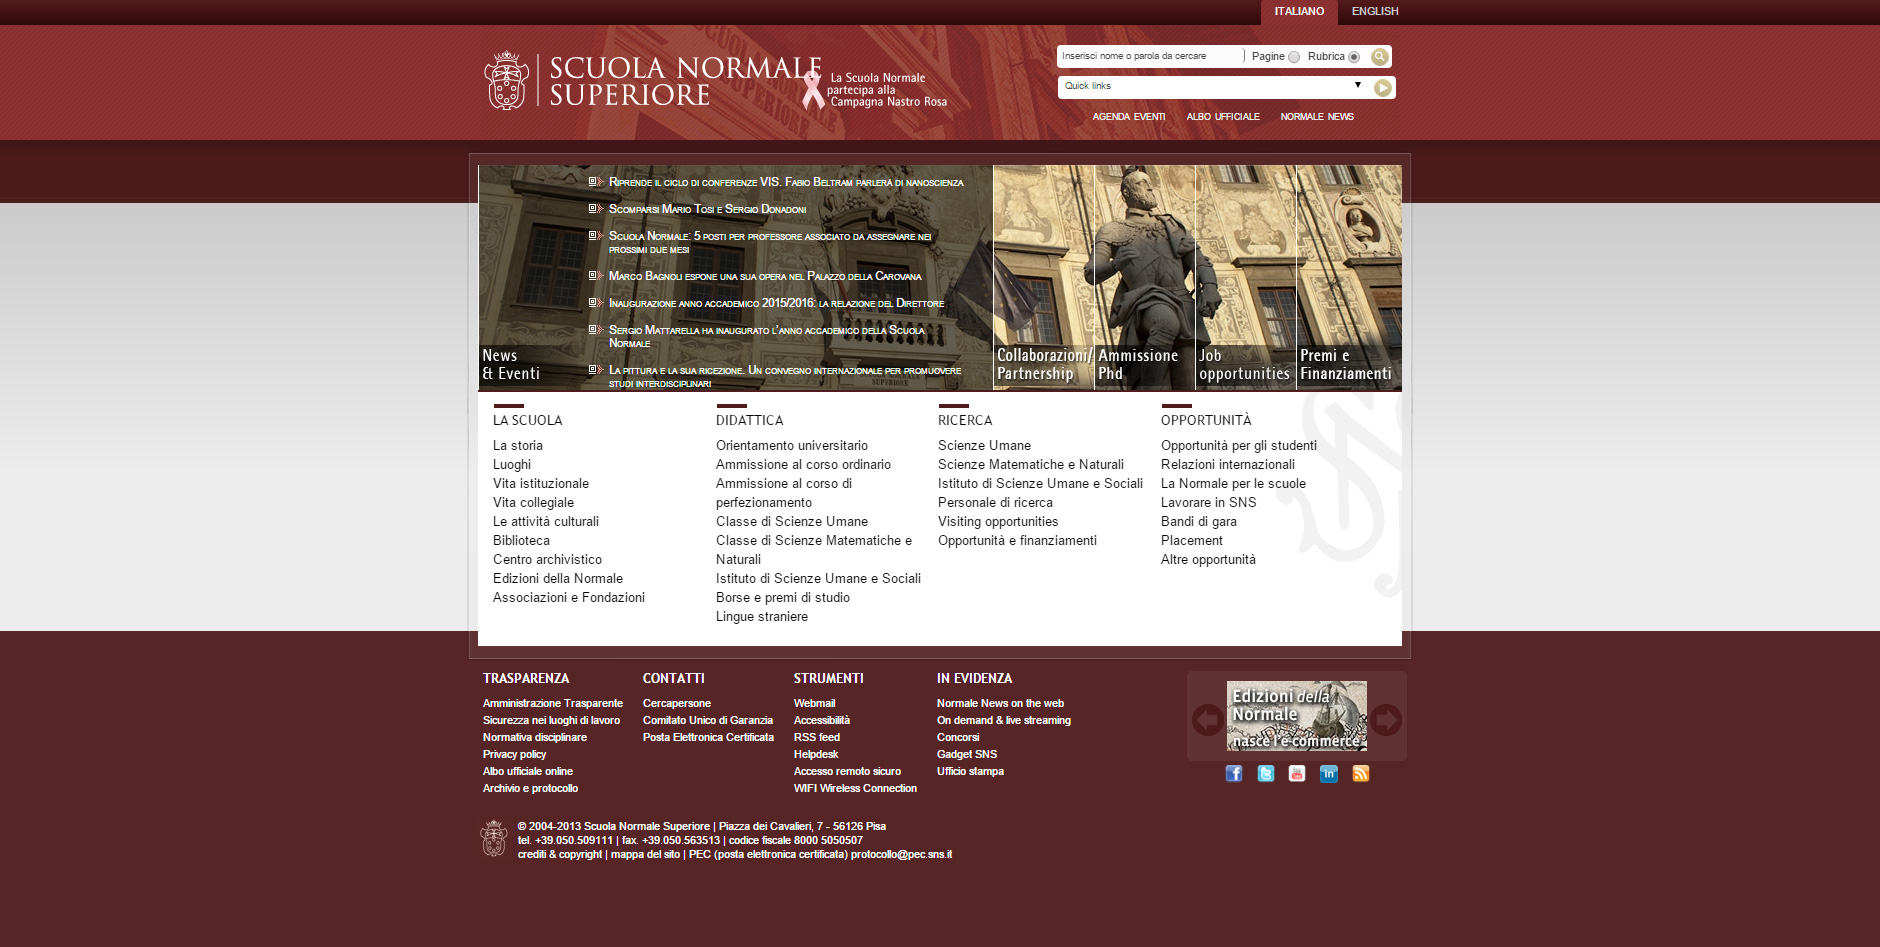 ITALIANO
ENGLISH
SCUOLA NORMALE
SUPERIORE
La Scuola Normale
partecipa alla
Campagna Nastro Rosa
Inserisci nome o parola da cercare
Pagine
Rubrica
Quick links
AGENDA EVENTI
ALBO UFFICIALE
NORMALE NEWS
Riprende il ciclo di conferenze VIS. Fabio Beltram parlerà di nanoscienza
Scomparsi Mario Tosi e Sergio Donadoni
Scuola Normale: 5 posti per professore associato da assegnare nei
prossimi due mesi
Marco Bagnoli espone una sua opera nel Palazzo della Carovana
Inaugurazione anno accademico 2015/2016: la relazione del Direttore
Sergio Mattarella ha inaugurato l'anno accademico della Scuola
Normale
La pittura e la sua ricezione. Un convegno internazionale per promuovere
studi interdisciplinari
News
& Eventi
Collaborazioni/
Partnership
Ammissione
Phd
Job
opportunities
Premi e
Finanziamenti
LA SCUOLA
La storia
Luoghi
Vita istituzionale
Vita collegiale
Le attività culturali
Biblioteca
Centro archivistico
Edizioni della Normale
Associazioni e Fondazioni
DIDATTICA
Orientamento universitario
Ammissione al corso ordinario
Ammissione al corso di
perfezionamento
Classe di Scienze Umane
Classe di Scienze Matematiche e
Naturali
Istituto di Scienze Umane e Sociali
Borse e premi di studio
Lingue straniere
RICERCA
Scienze Umane
Scienze Matematiche e Naturali
Istituto di Scienze Umane e Sociali
Personale di ricerca
Visiting opportunities
Opportunità e finanziamenti
OPPORTUNITÀ
Opportunità per gli studenti
Relazioni internazionali
La Normale per le scuole
Lavorare in SNS
Bandi di gara
Placement
Altre opportunità
TRASPARENZA
Amministrazione Trasparente
Sicurezza nei luoghi di lavoro
Normativa disciplinare
Privacy policy
Albo ufficiale online
Archivio e protocollo
CONTATTI
Cercapersone
Comitato Unico di Garanzia
Posta Elettronica Certificata
STRUMENTI
Webmail
Accessibilità
RSS feed
Helpdesk
Accesso remoto sicuro
WIFI Wireless Connection
IN EVIDENZA
Normale News on the web
On demand & live streaming
Concorsi
Gadget SNS
Ufficio stampa
Edizioni della
Normale
nasce l'e-commerce
© 2004-2013 Scuola Normale Superiore | Piazza dei Cavalieri, 7 - 56126 Pisa
tel. +39.050.509111 | fax. +39.050.563513 | codice fiscale 8000 5050507
crediti & copyright | mappa del sito | PEC (posta elettronica certificata) protocollo@pec.sns.it